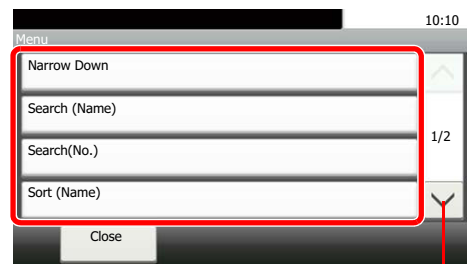 10:10
Menu
Narrow Down
Search (Name)
1/2
Search(No.)
Sort (Name)
Close